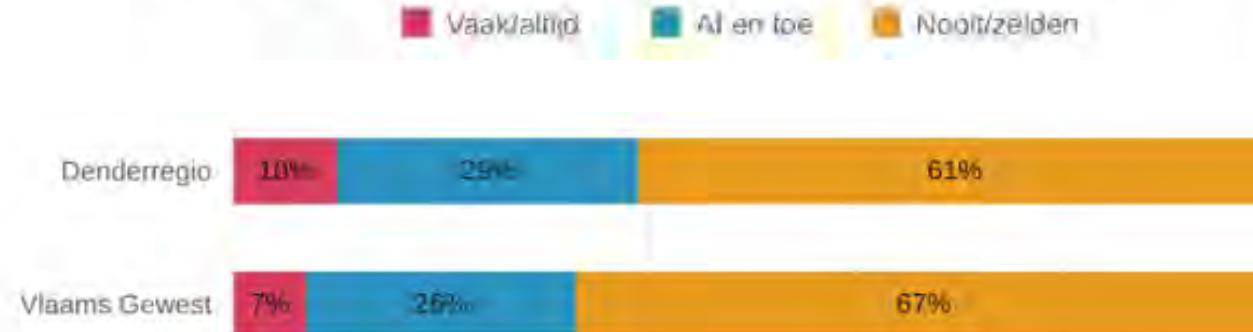 Vaak/altijd Af en toe Nooit/zelden
Denderregio 10% 29% 61%
Vlaams Gewest 7% 26% 67%